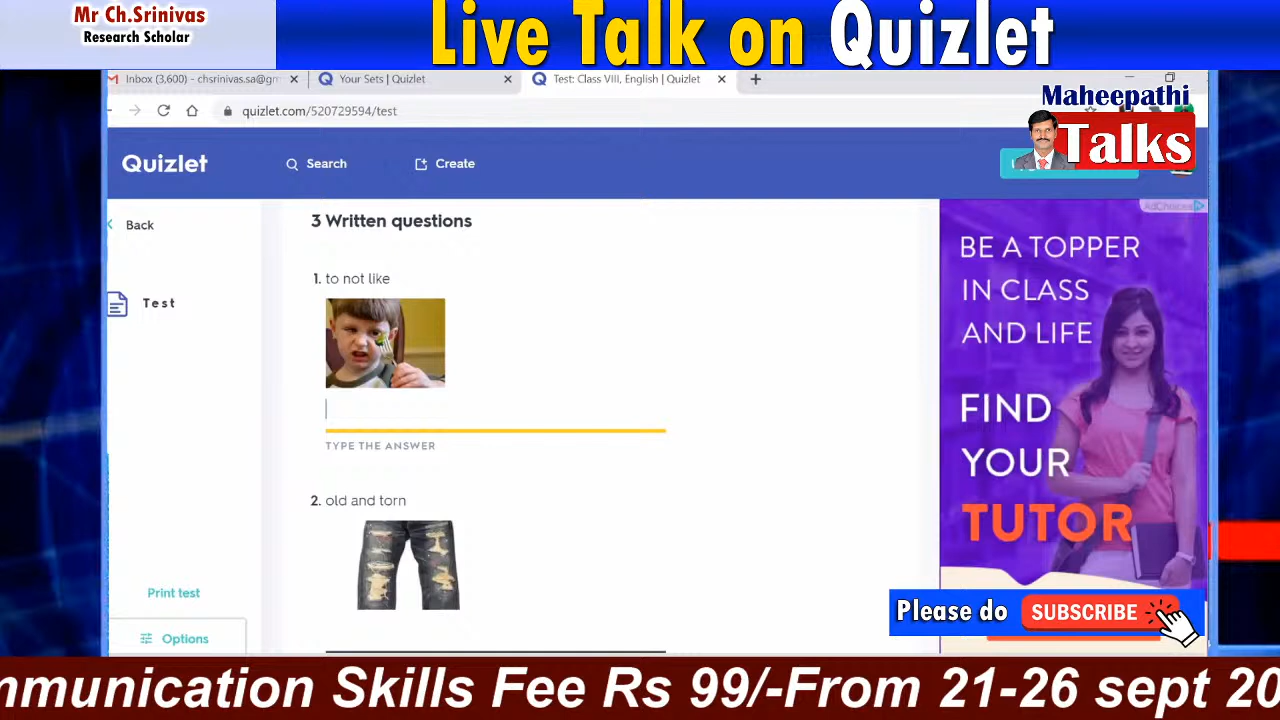 Mr Ch.Srinivas
Research Scholar
Live Talk on Quizlet
Inbox (3,600) - chsrinivas.sa@gm
Your Sets | Quizlet
Test: Class VIII, English | Quizlet
quizlet.com/520729594/test
Maheepathi
Talks
Quizlet
Search
Create
Back
Test
3 Written questions
1. to not like
TYPE THE ANSWER
2. old and torn
Print test
Options
AdChoices
BE A TOPPER
IN CLASS
AND LIFE
FIND
YOUR
TUTOR
Please do SUBSCRIBE
mmunication Skills Fee Rs 99/-From 21-26 sept 20